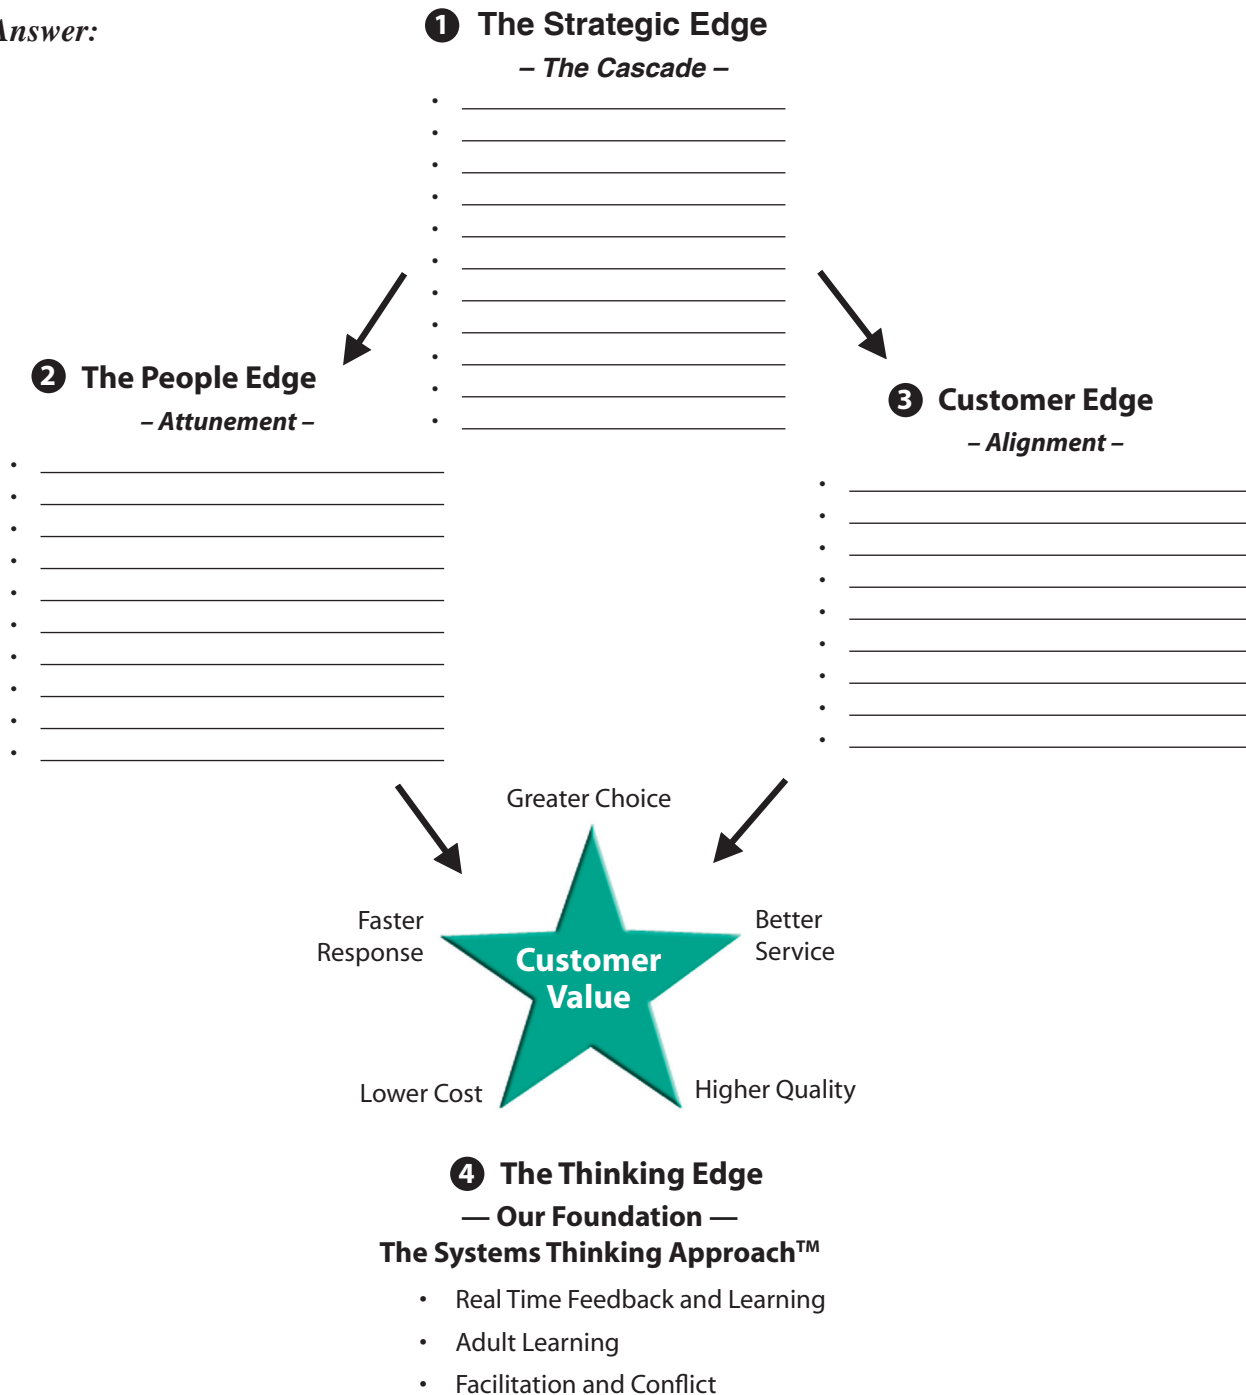 Answer:
1 The Strategic Edge
– The Cascade –
•
•
•
•
•
•
•
•
•
•
•
2 The People Edge
– Attunement –
•
•
•
•
•
•
•
•
•
•
3 Customer Edge
– Alignment –
•
•
•
•
•
•
•
•
•
Greater Choice
Faster
Response
Better
Service
Customer
Value
Lower Cost
Higher Quality
4 The Thinking Edge
— Our Foundation —
The Systems Thinking Approach™
• Real Time Feedback and Learning
• Adult Learning
• Facilitation and Conflict